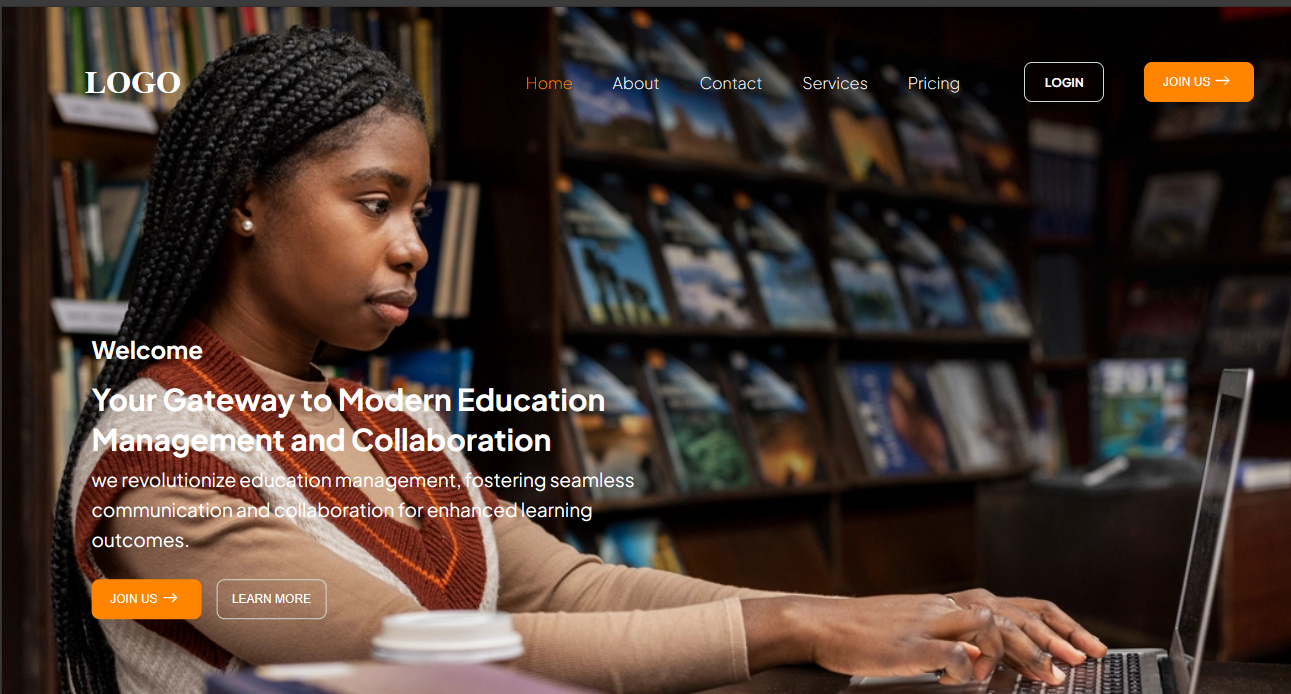 LOGO
Home About Contact Services Pricing LOGIN JOIN US →
Welcome
Your Gateway to Modern Education
Management and Collaboration
we revolutionize education management, fostering seamless
communication and collaboration for enhanced learning
outcomes.
JOIN US → LEARN MORE